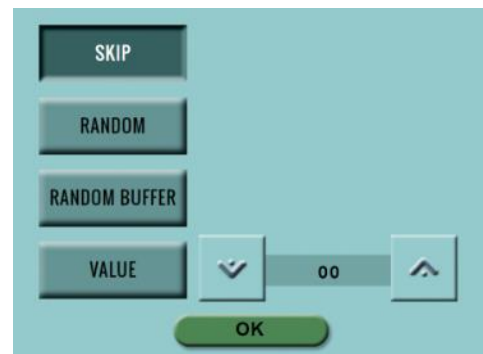 SKIP
RANDOM
RANDOM BUFFER
VALUE 00
OK